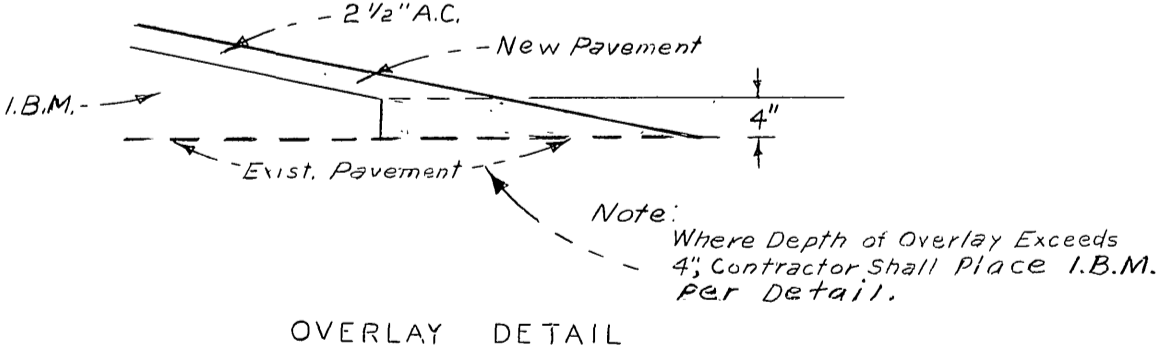 2 1/2" A.C.
New Pavement
I.B.M.
4"
Exist. Pavement
Note:
Where Depth of Overlay Exceeds
4", Contractor Shall Place I.B.M.
Per Detail.
OVERLAY DETAIL